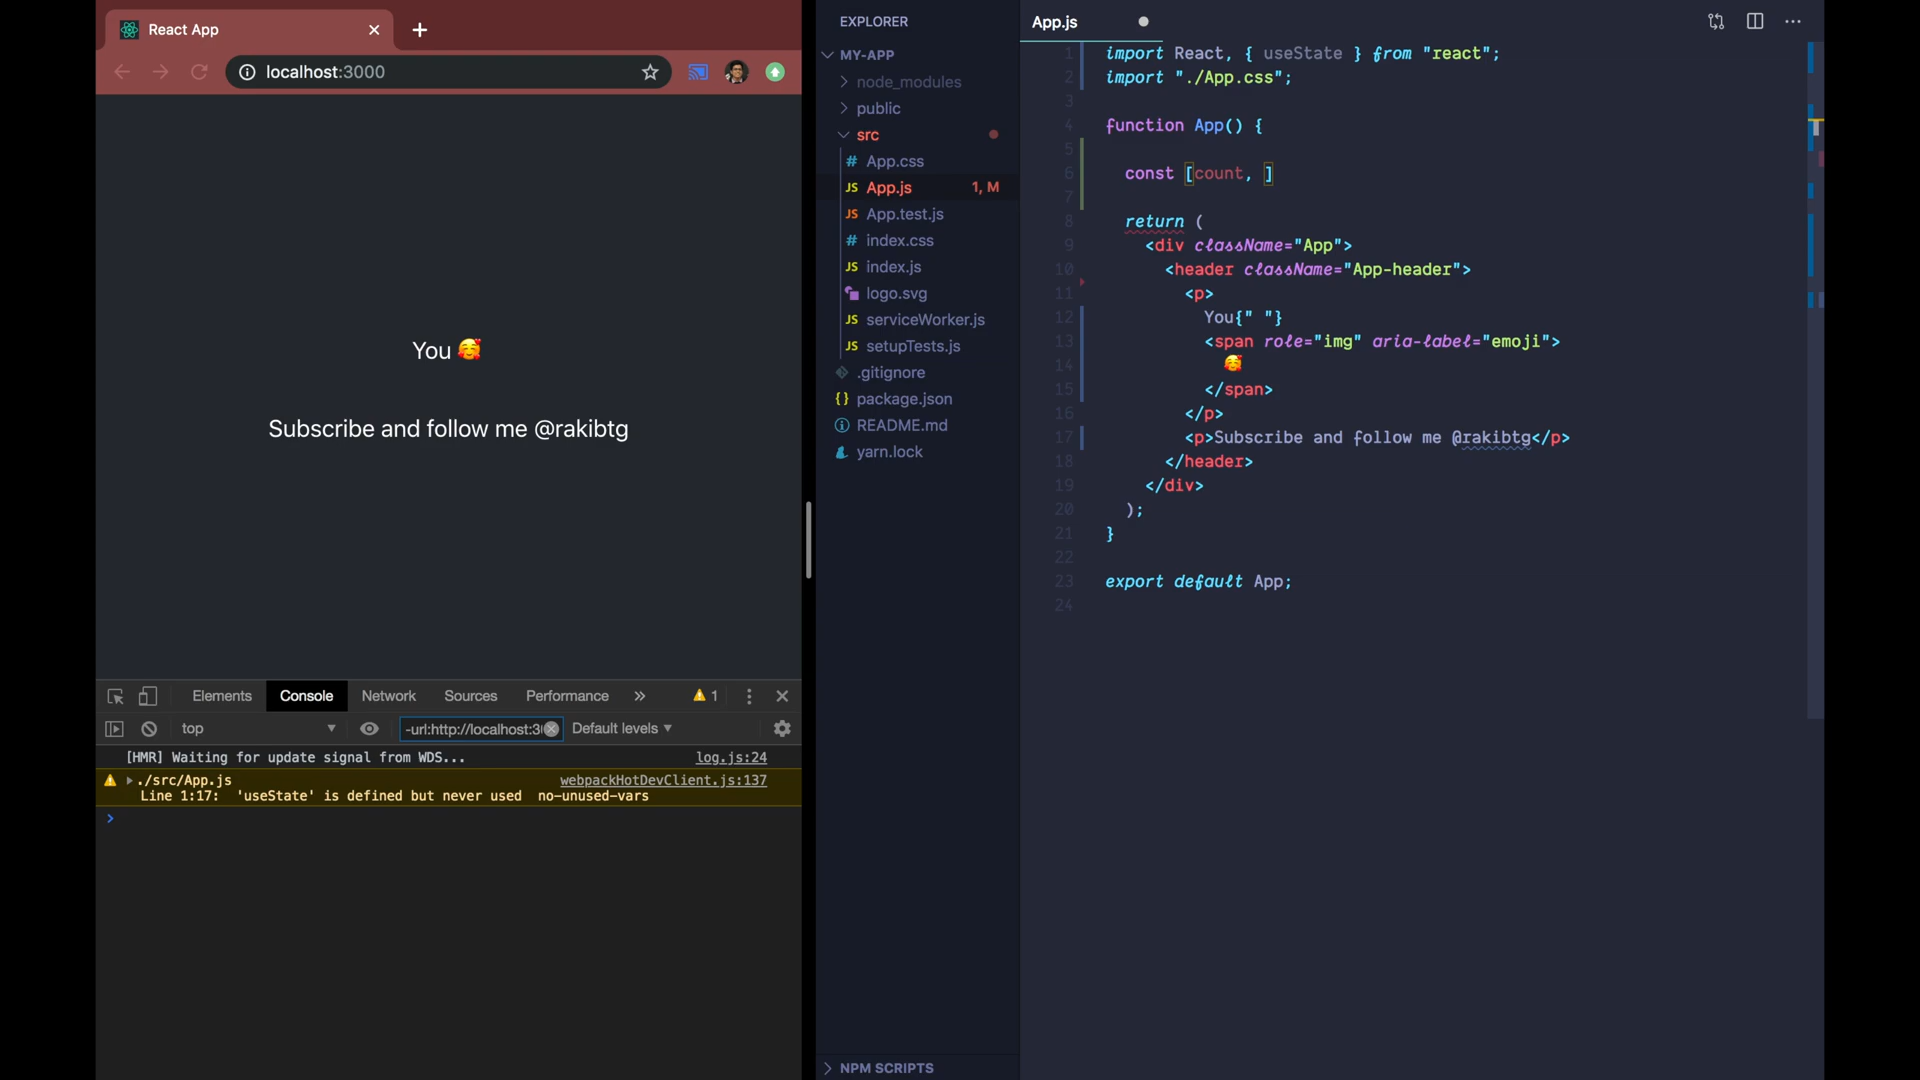 React App
localhost:3000
You 🥰
Subscribe and follow me @rakibtg
Elements Console Network Sources Performance » 1
top -url:http://localhost:3 Default levels
[HMR] Waiting for update signal from WDS... log.js:24
./src/App.js webpackHotDevClient.js:137
Line 1:17: 'useState' is defined but never used no-unused-vars
EXPLORER
MY-APP
node_modules
public
src
# App.css
JS App.js 1, M
JS App.test.js
# index.css
JS index.js
logo.svg
JS serviceWorker.js
JS setupTests.js
.gitignore
{} package.json
README.md
yarn.lock
NPM SCRIPTS
App.js
1 import React, { useState } from "react";
2 import "./App.css";
3
4 function App() {
5
6 const [count, ]
7
8 return (
9 <div className="App">
10 <header className="App-header">
11 <p>
12 You{" "}
13 <span role="img" aria-label="emoji">
14 🥰
15 </span>
16 </p>
17 <p>Subscribe and follow me @rakibtg</p>
18 </header>
19 </div>
20 );
21 }
22
23 export default App;
24